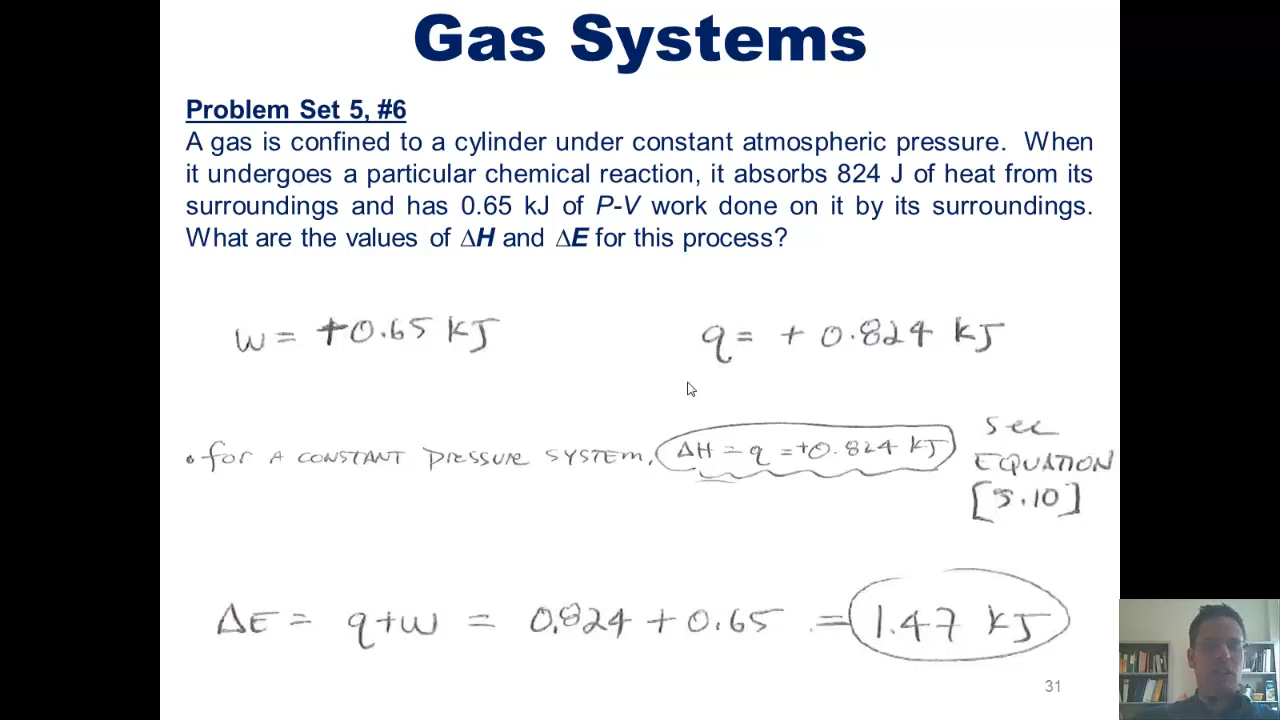 Gas Systems
Problem Set 5, #6
A gas is confined to a cylinder under constant atmospheric pressure. When
it undergoes a particular chemical reaction, it absorbs 824 J of heat from its
surroundings and has 0.65 kJ of P-V work done on it by its surroundings.
What are the values of ∆H and ∆E for this process?
w = +0.65 kJ
q = +0.824 kJ
• for A CONSTANT pressure SYSTEM, ΔH = q = +0.824 kJ
see
EQUATION
[5.10]
ΔE = q+w = 0.824 + 0.65 = 1.47 kJ
31